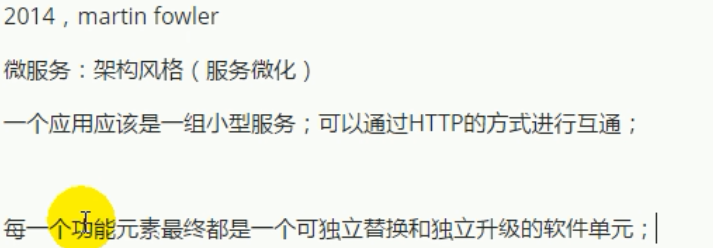 2014，martin fowler
微服务：架构风格（服务微化）
一个应用应该是一组小型服务；可以通过HTTP的方式进行互通；
每一个功能元素最终都是一个可独立替换和独立升级的软件单元；